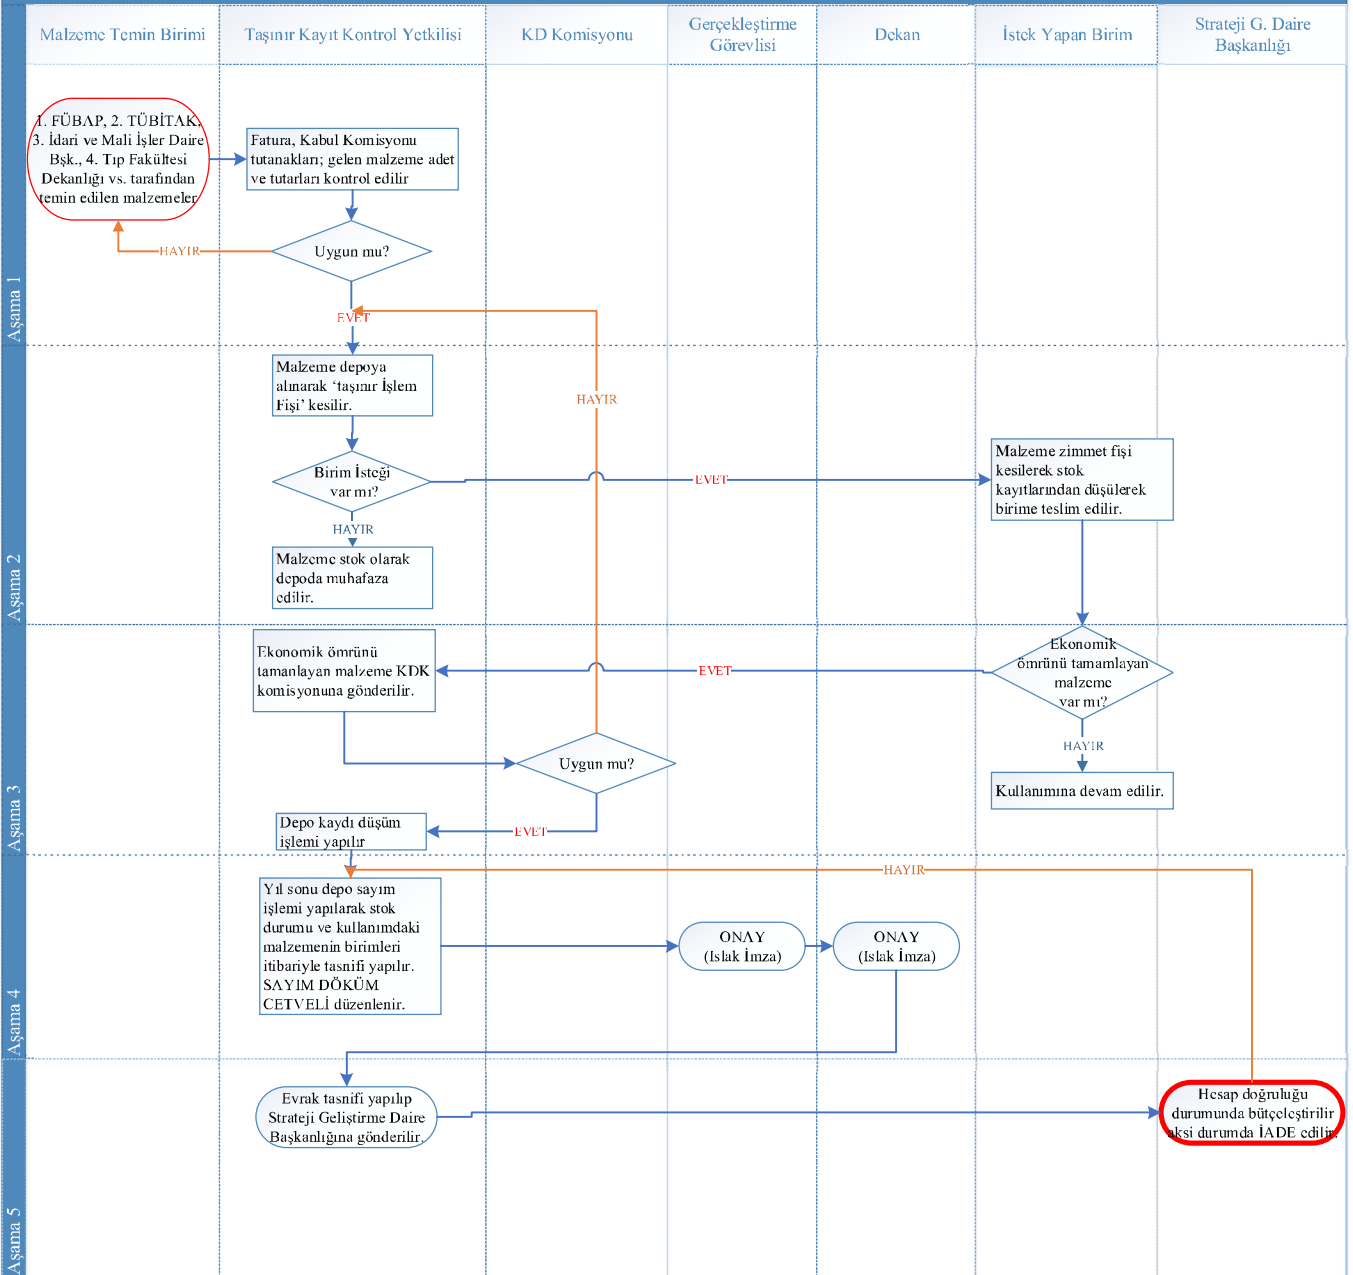 Malzeme Temin Birimi
Taşınır Kayıt Kontrol Yetkilisi
KD Komisyonu
Gerçekleştirme
Görevlisi
Dekan
İstek Yapan Birim
Strateji G. Daire
Başkanlığı
Aşama 1
1. FÜBAP, 2. TÜBİTAK,
3. İdari ve Mali İşler Daire
Bşk., 4. Tıp Fakültesi
Dekanlığı vs. tarafından
temin edilen malzemeler
Fatura, Kabul Komisyonu
tutanakları; gelen malzeme adet
ve tutarları kontrol edilir
Uygun mu?
HAYIR
EVET
Aşama 2
Malzeme depoya
alınarak ‘taşınır İşlem
Fişi’ kesilir.
HAYIR
Birim İsteği
var mı?
EVET
Malzeme zimmet fişi
kesilerek stok
kayıtlarından düşülerek
birime teslim edilir.
HAYIR
Malzeme stok olarak
depoda muhafaza
edilir.
Aşama 3
Ekonomik ömrünü
tamanlayan malzeme KDK
komisyonuna gönderilir.
EVET
Ekonomik
ömrünü tamamlayan
malzeme
var mı?
HAYIR
Kullanımına devam edilir.
Uygun mu?
EVET
Depo kaydı düşüm
işlemi yapılır
Aşama 4
HAYIR
Yıl sonu depo sayım
işlemi yapılarak stok
durumu ve kullanımdaki
malzemenin birimleri
itibariyle tasnifi yapılır.
SAYIM DÖKÜM
CETVELİ düzenlenir.
ONAY
(Islak İmza)
ONAY
(Islak İmza)
Aşama 5
Evrak tasnifi yapılıp
Strateji Geliştirme Daire
Başkanlığına gönderilir.
Hesap doğruluğu
durumunda bütçeleştirilir
aksi durumda İADE edilir.